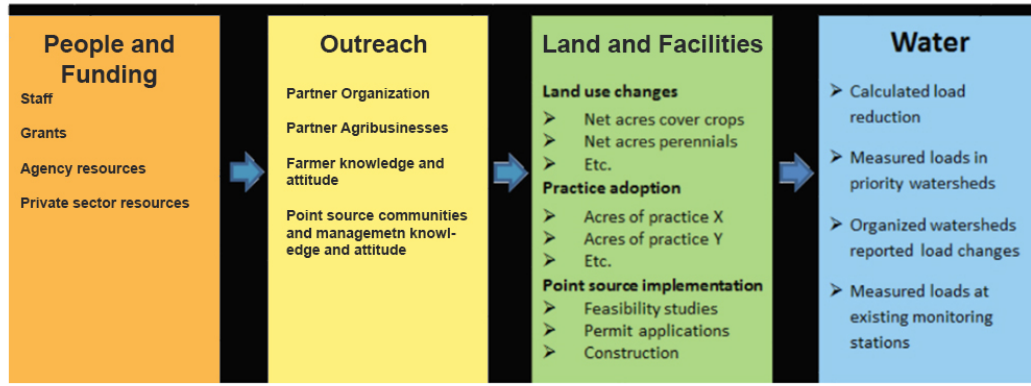 People and
Funding
Staff
Grants
Agency resources
Private sector resources
Outreach
Partner Organization
Partner Agribusinesses
Farmer knowledge and
attitude
Point source communities
and managemetn knowl-
edge and attitude
Land and Facilities
Land use changes
➢ Net acres cover crops
➢ Net acres perennials
➢ Etc.
Practice adoption
➢ Acres of practice X
➢ Acres of practice Y
➢ Etc.
Point source implementation
➢ Feasibility studies
➢ Permit applications
➢ Construction
Water
➢ Calculated load
reduction
➢ Measured loads in
priority watersheds
➢ Organized watersheds
reported load changes
➢ Measured loads at
existing monitoring
stations